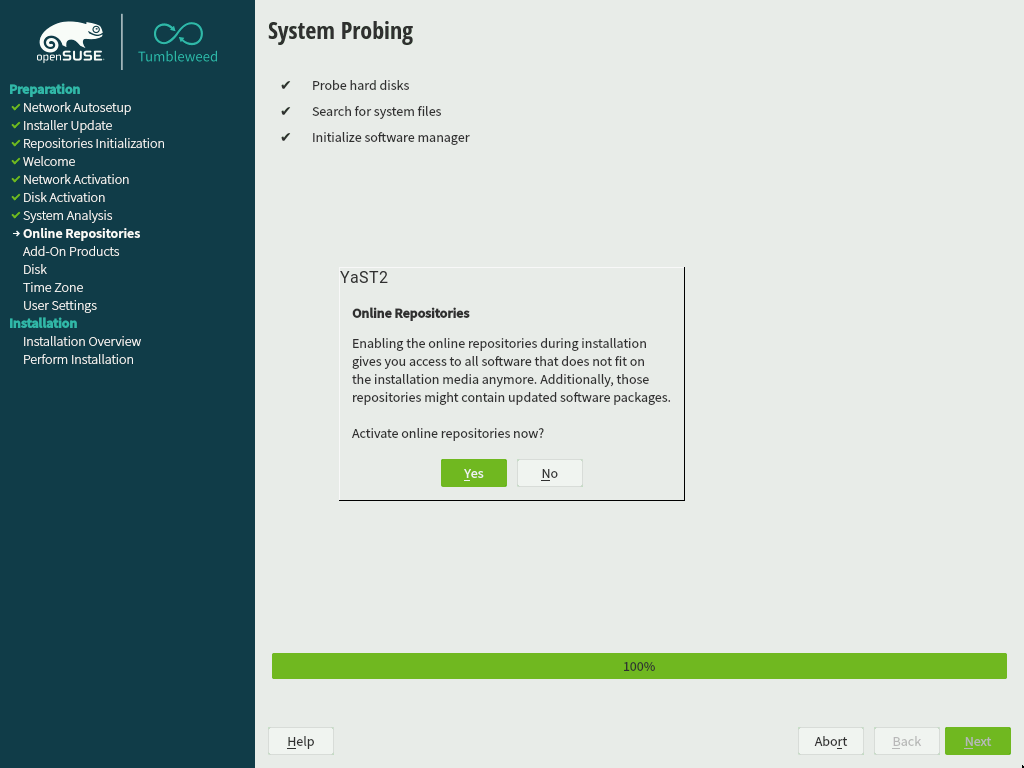 openSUSE
Tumbleweed
Preparation
Network Autosetup
Installer Update
Repositories Initialization
Welcome
Network Activation
Disk Activation
System Analysis
Online Repositories
Add-On Products
Disk
Time Zone
User Settings
Installation
Installation Overview
Perform Installation
System Probing
Probe hard disks
Search for system files
Initialize software manager
YaST2
Online Repositories
Enabling the online repositories during installation
gives you access to all software that does not fit on
the installation media anymore. Additionally, those
repositories might contain updated software packages.
Activate online repositories now?
Yes No
100%
Help Abort Back Next